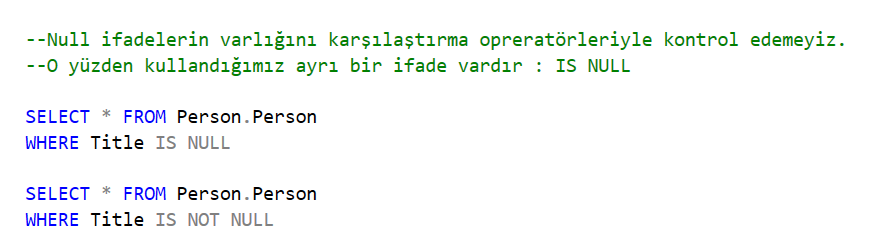 --Null ifadelerin varlığını karşılaştırma opreratörleriyle kontrol edemeyiz.
--O yüzden kullandığımız ayrı bir ifade vardır : IS NULL
SELECT * FROM Person.Person
WHERE Title IS NULL
SELECT * FROM Person.Person
WHERE Title IS NOT NULL